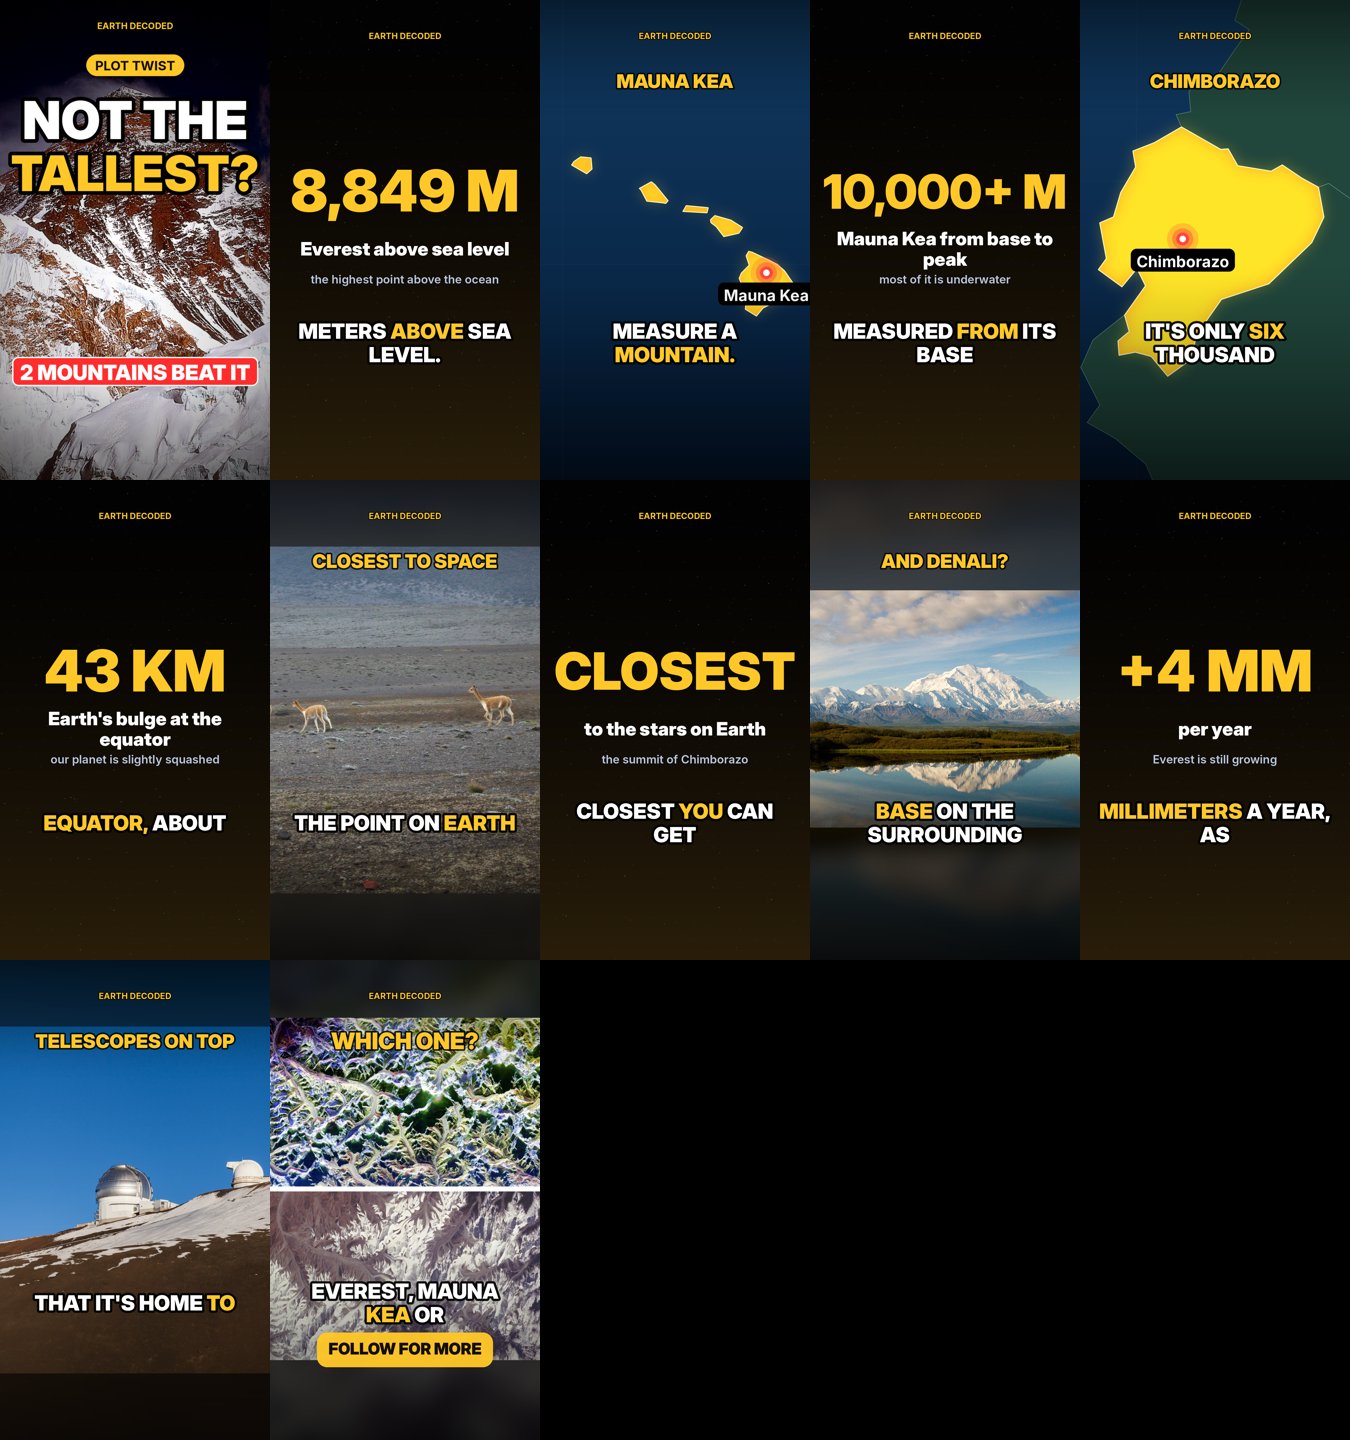 EARTH DECODED
PLOT TWIST
NOT THE
TALLEST?
2 MOUNTAINS BEAT IT
EARTH DECODED
8,849 M
Everest above sea level
the highest point above the ocean
METERS ABOVE SEA
LEVEL.
EARTH DECODED
MAUNA KEA
Mauna Kea
MEASURE A
MOUNTAIN.
EARTH DECODED
10,000+ M
Mauna Kea from base to
peak
most of it is underwater
MEASURED FROM ITS
BASE
EARTH DECODED
CHIMBORAZO
Chimborazo
IT'S ONLY SIX
THOUSAND
EARTH DECODED
43 KM
Earth's bulge at the
equator
our planet is slightly squashed
EQUATOR, ABOUT
EARTH DECODED
CLOSEST TO SPACE
THE POINT ON EARTH
EARTH DECODED
CLOSEST
to the stars on Earth
the summit of Chimborazo
CLOSEST YOU CAN
GET
EARTH DECODED
AND DENALI?
BASE ON THE
SURROUNDING
EARTH DECODED
+4 MM
per year
Everest is still growing
MILLIMETERS A YEAR,
AS
EARTH DECODED
TELESCOPES ON TOP
THAT IT'S HOME TO
EARTH DECODED
WHICH ONE?
EVEREST, MAUNA
KEA OR
FOLLOW FOR MORE